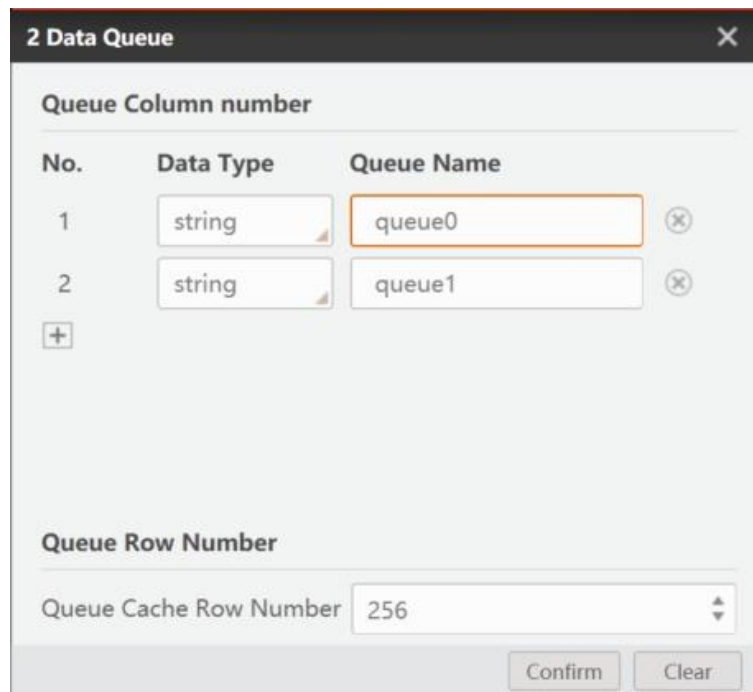 2 Data Queue
Queue Column number
No. Data Type Queue Name
1 string queue0
2 string queue1
Queue Row Number
Queue Cache Row Number 256
Confirm Clear